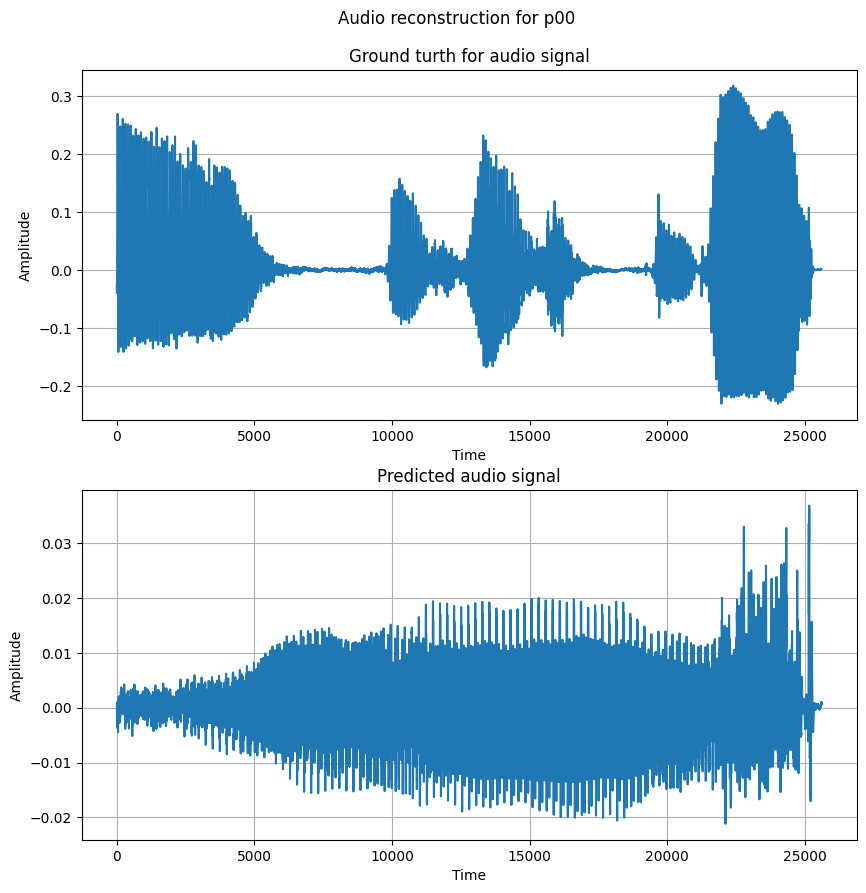 Audio reconstruction for p00
Ground turth for audio signal
0.3
0.2
0.1
0.0
−0.1
−0.2
Amplitude
0 5000 10000 15000 20000 25000
Time
Predicted audio signal
0.03
0.02
0.01
0.00
−0.01
−0.02
Amplitude
0 5000 10000 15000 20000 25000
Time